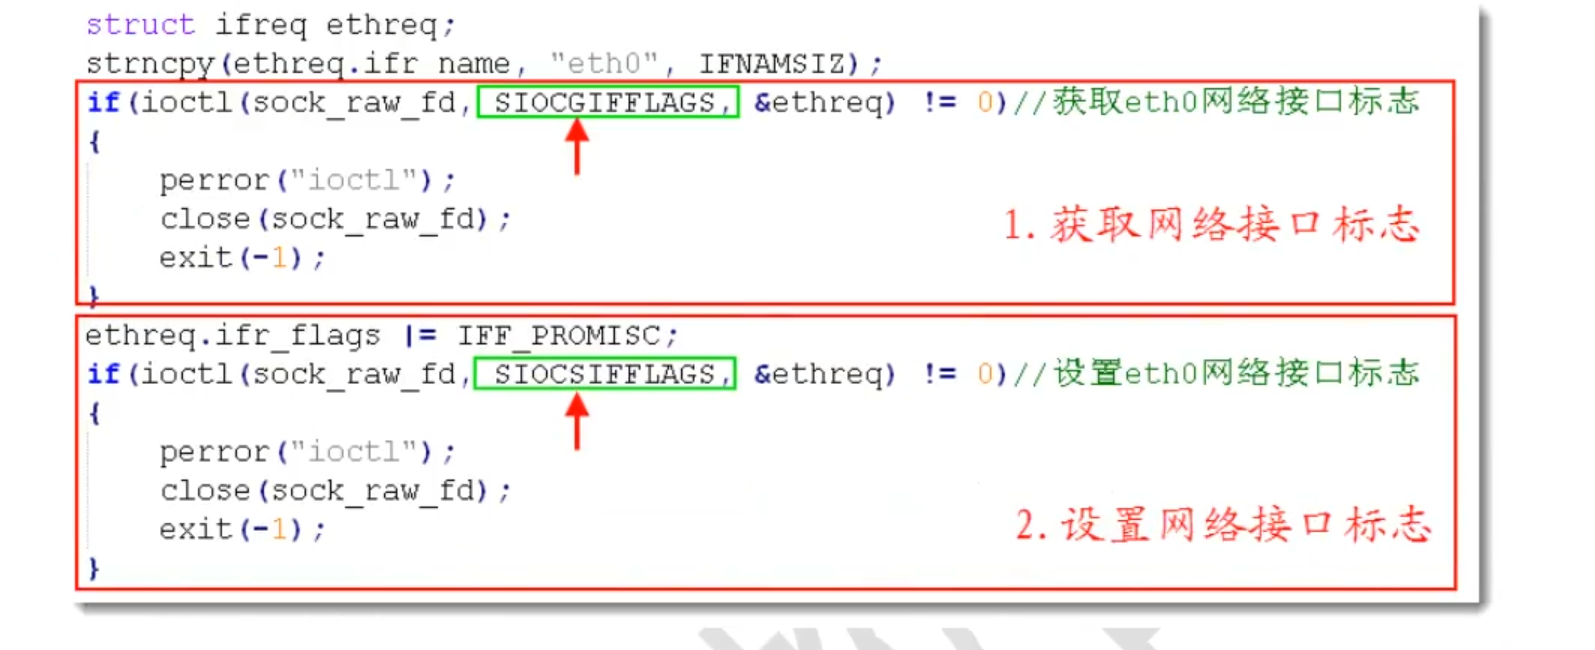 struct ifreq ethreq;
strncpy(ethreq.ifr_name, "eth0", IFNAMSIZ);
if(ioctl(sock_raw_fd, SIOCGIFFLAGS, &ethreq) != 0)//获取eth0网络接口标志
{
perror("ioctl");
close(sock_raw_fd);
exit(-1);
1.获取网络接口标志
}
ethreq.ifr_flags |= IFF_PROMISC;
if(ioctl(sock_raw_fd, SIOCSIFFLAGS, &ethreq) != 0)//设置eth0网络接口标志
{
perror("ioctl");
close(sock_raw_fd);
exit(-1);
2.设置网络接口标志
}